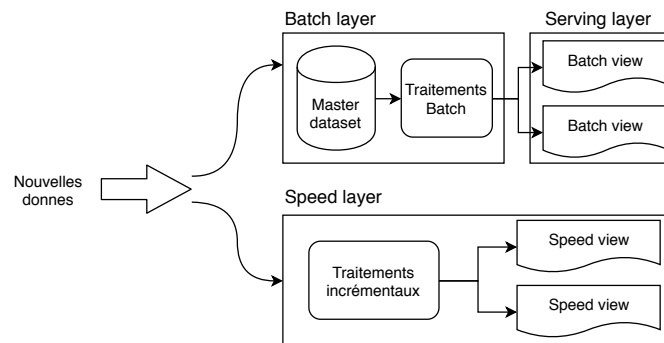 Batch layer
Serving layer
Master
dataset
Traitements
Batch
Batch view
Batch view
Nouvelles
donnes
Speed layer
Traitements
incrémentaux
Speed view
Speed view